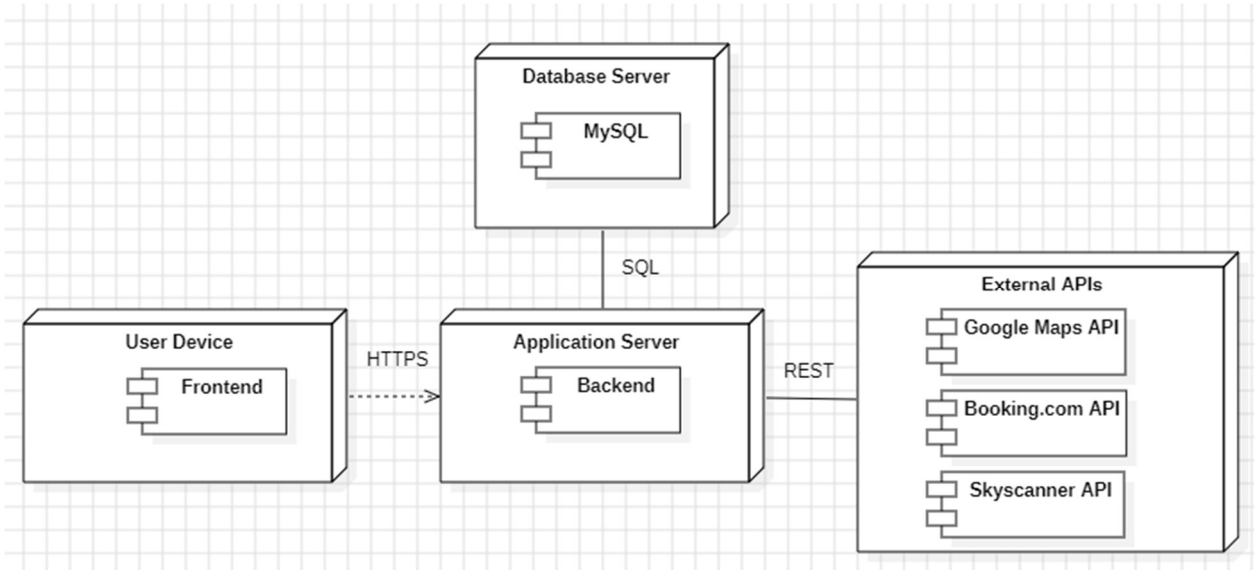 Database Server
MySQL
SQL
User Device
Frontend
HTTPS
Application Server
Backend
REST
External APIs
Google Maps API
Booking.com API
Skyscanner API